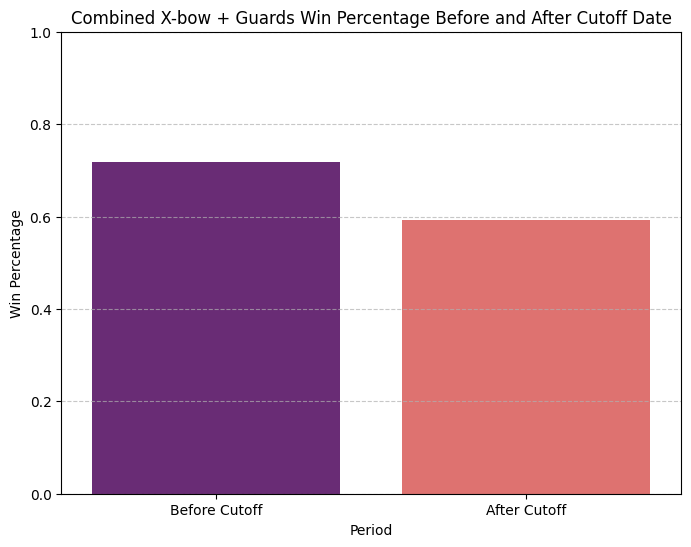 Combined X-bow + Guards Win Percentage Before and After Cutoff Date
1.0
0.8
0.6
0.4
0.2
0.0
Win Percentage
Before Cutoff
After Cutoff
Period